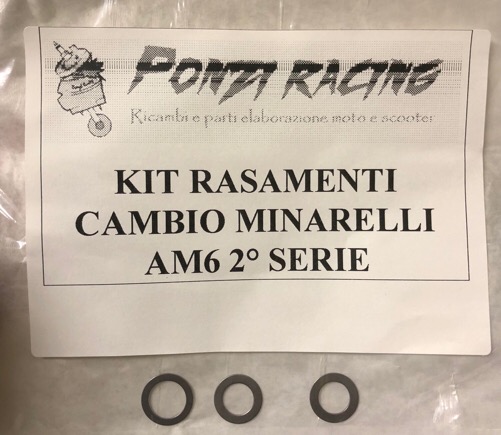 PONZI RACING
Ricambi e parti elaborazione moto e scooter
KIT RASAMENTI
CAMBIO MINARELLI
AM6 2° SERIE